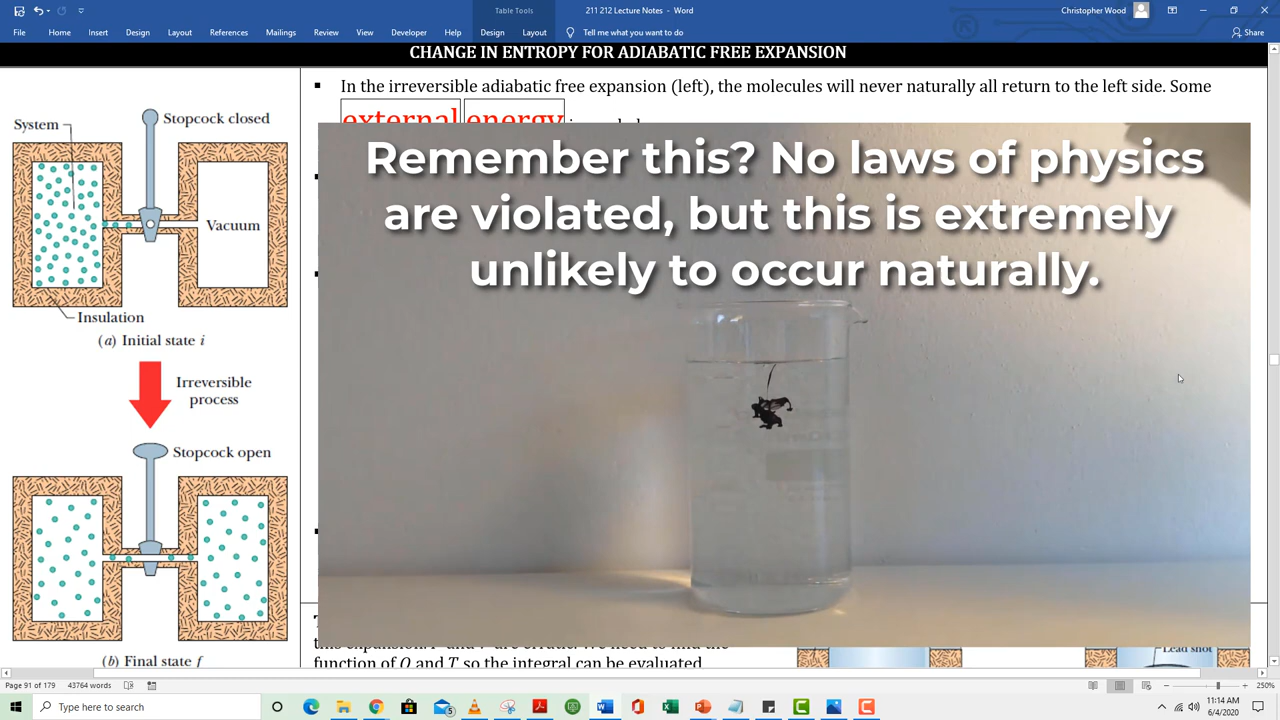 Table Tools
211 212 Lecture Notes - Word
Christopher Wood
File Home Insert Design Layout References Mailings Review View Developer Help Design Layout Tell me what you want to do Share
CHANGE IN ENTROPY FOR ADIABATIC FREE EXPANSION
▪ In the irreversible adiabatic free expansion (left), the molecules will never naturally all return to the left side. Some
external energy
Remember this? No laws of physics
are violated, but this is extremely
unlikely to occur naturally.
System
Stopcock closed
Vacuum
Insulation
(a) Initial state i
Irreversible
process
Stopcock open
(b) Final state f
function of Q and T, so the integral can be evaluated
Lead shot
Page 91 of 179 43764 words
250%
Type here to search
11:14 AM
6/4/2020